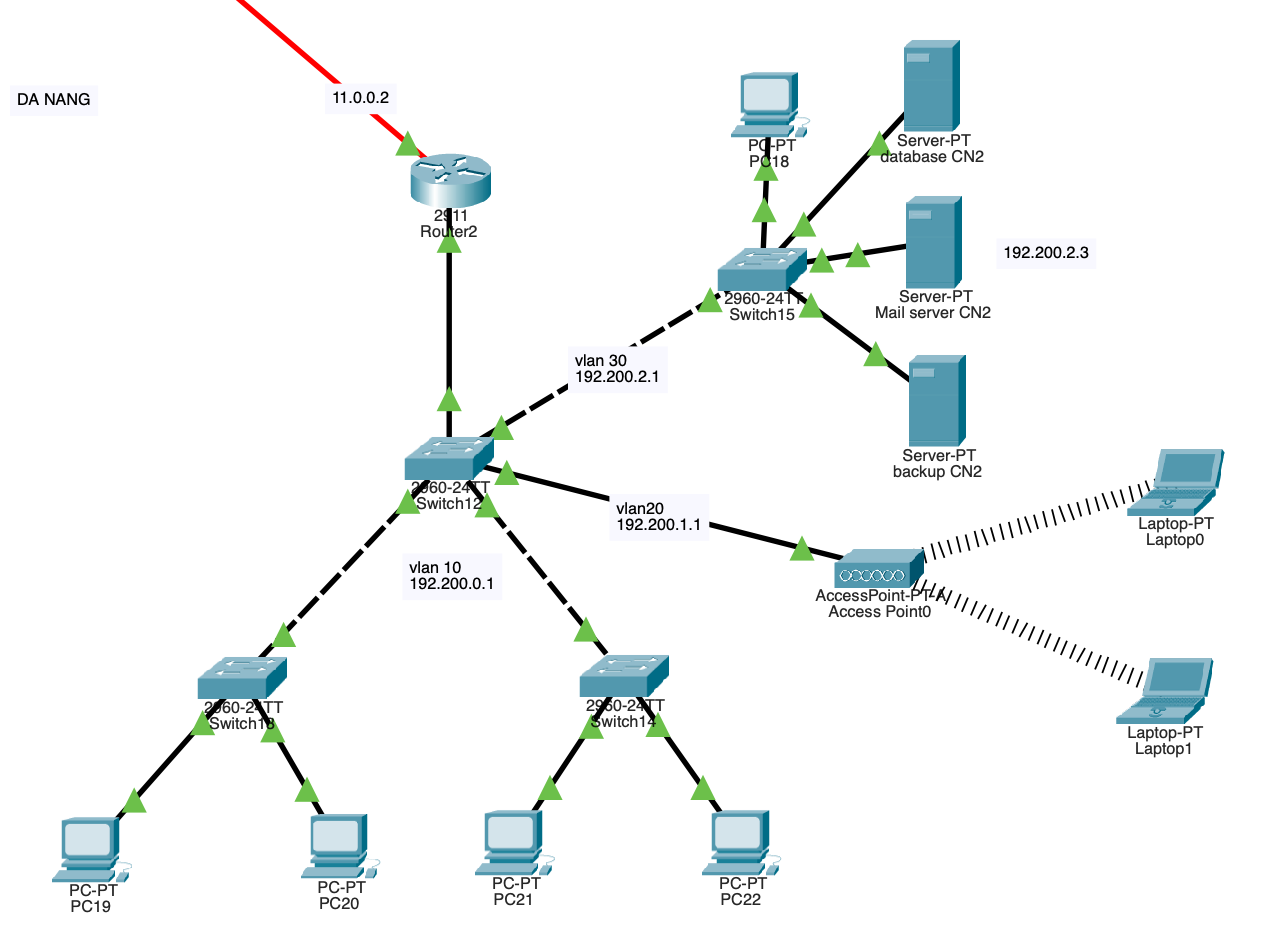 DA NANG
11.0.0.2
2911
Router2
PC-PT
PC18
Server-PT
database CN2
Server-PT
Mail server CN2
192.200.2.3
2960-24TT
Switch15
vlan 30
192.200.2.1
Server-PT
backup CN2
2960-24TT
Switch12
vlan20
192.200.1.1
Laptop-PT
Laptop0
vlan 10
192.200.0.1
AccessPoint-PT-A
Access Point0
2960-24TT
Switch13
2960-24TT
Switch14
Laptop-PT
Laptop1
PC-PT
PC19
PC-PT
PC20
PC-PT
PC21
PC-PT
PC22